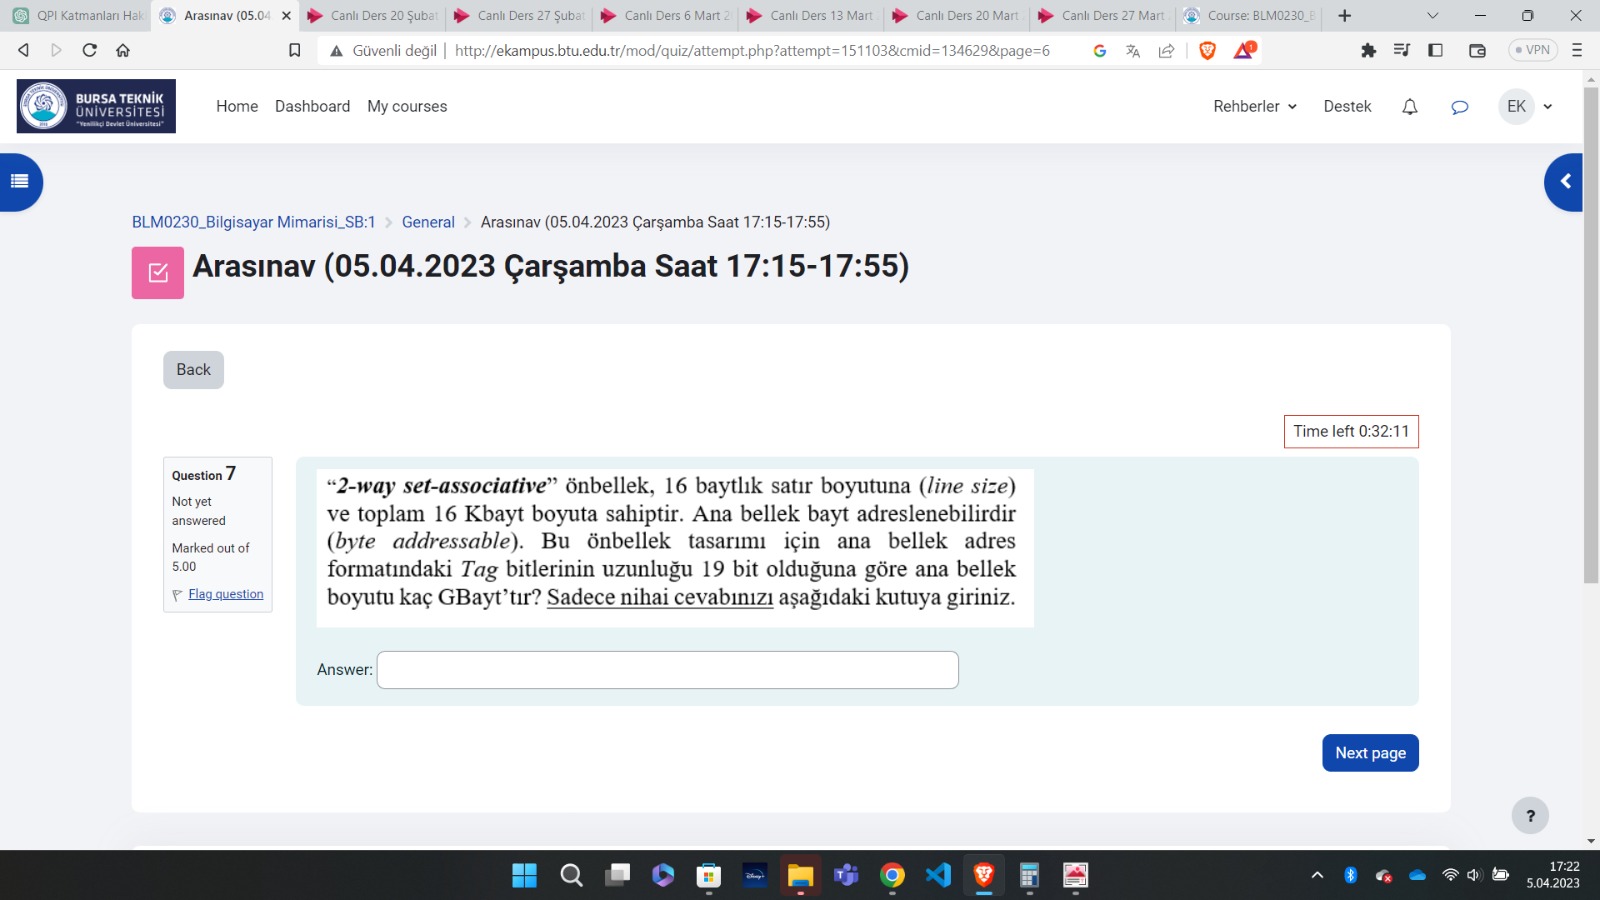 QPI Katmanları Hak
Arasınav (05.04
Canlı Ders 20 Şubat
Canlı Ders 27 Şubat
Canlı Ders 6 Mart 2
Canlı Ders 13 Mart
Canlı Ders 20 Mart
Canlı Ders 27 Mart
Course: BLM0230_B
Güvenli değil
http://ekampus.btu.edu.tr/mod/quiz/attempt.php?attempt=151103&cmid=134629&page=6
1
VPN
BURSA TEKNİK
ÜNİVERSİTESİ
"Yenilikçi Devlet Üniversitesi"
Home Dashboard My courses
Rehberler Destek EK
BLM0230_Bilgisayar Mimarisi_SB:1 General Arasınav (05.04.2023 Çarşamba Saat 17:15-17:55)
Arasınav (05.04.2023 Çarşamba Saat 17:15-17:55)
Back
Time left 0:32:11
Question 7
Not yet
answered
Marked out of
5.00
Flag question
“2-way set-associative” önbellek, 16 baytlık satır boyutuna (line size)
ve toplam 16 Kbayt boyuta sahiptir. Ana bellek bayt adreslenebilirdir
(byte addressable). Bu önbellek tasarımı için ana bellek adres
formatındaki Tag bitlerinin uzunluğu 19 bit olduğuna göre ana bellek
boyutu kaç GBayt’tır? Sadece nihai cevabınızı aşağıdaki kutuya giriniz.
Answer:
Next page
?
17:22
5.04.2023